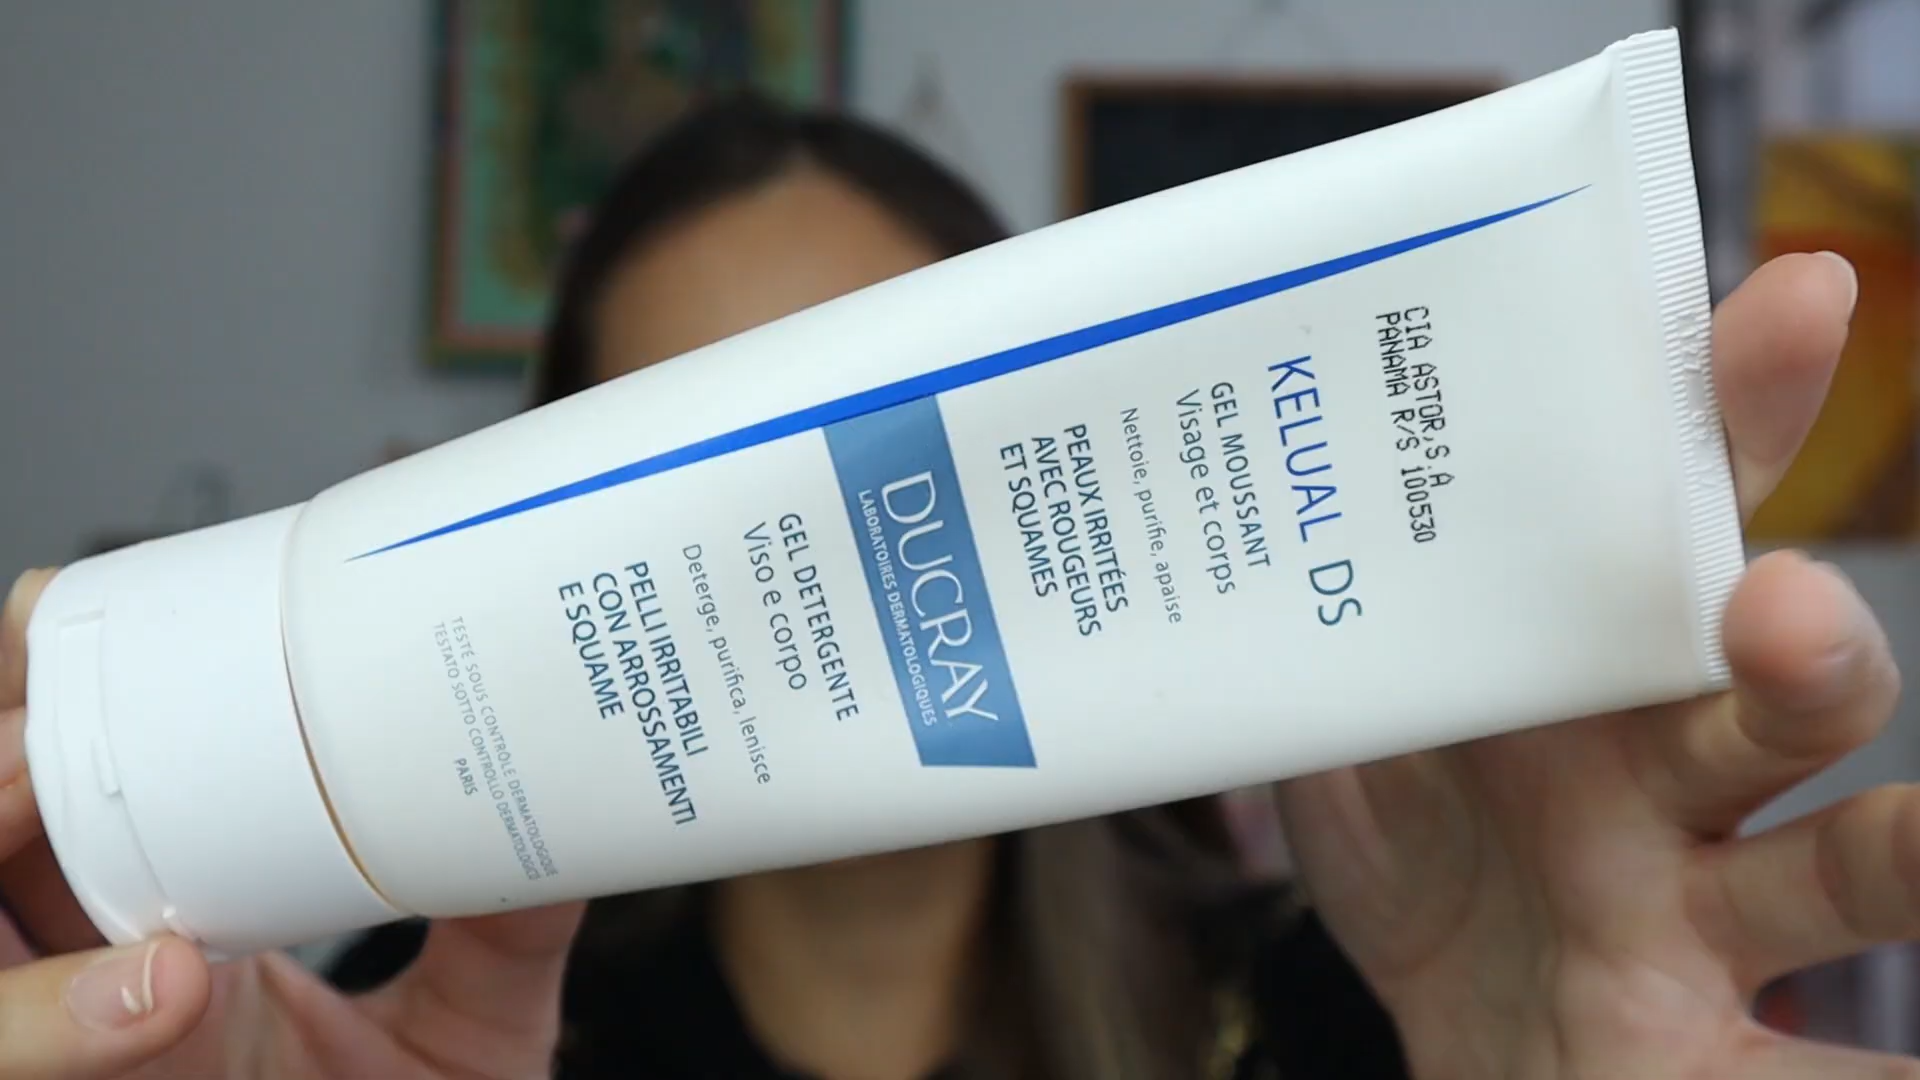 CIA ASTOR,S.A
PANAMA R/S 100530
KELUAL DS
GEL MOUSSANT
Visage et corps
Nettoie, purifie, apaise
PEAUX IRRITÉES
AVEC ROUGEURS
ET SQUAMES
DUCRAY
LABORATOIRES DERMATOLOGIQUES
GEL DETERGENTE
Viso e corpo
Deterge, purifica, lenisce
PELLI IRRITABILI
CON ARROSSAMENTI
E SQUAME
TESTÉ SOUS CONTRÔLE DERMATOLOGIQUE
TESTATO SOTTO CONTROLLO DERMATOLOGICO
PARIS